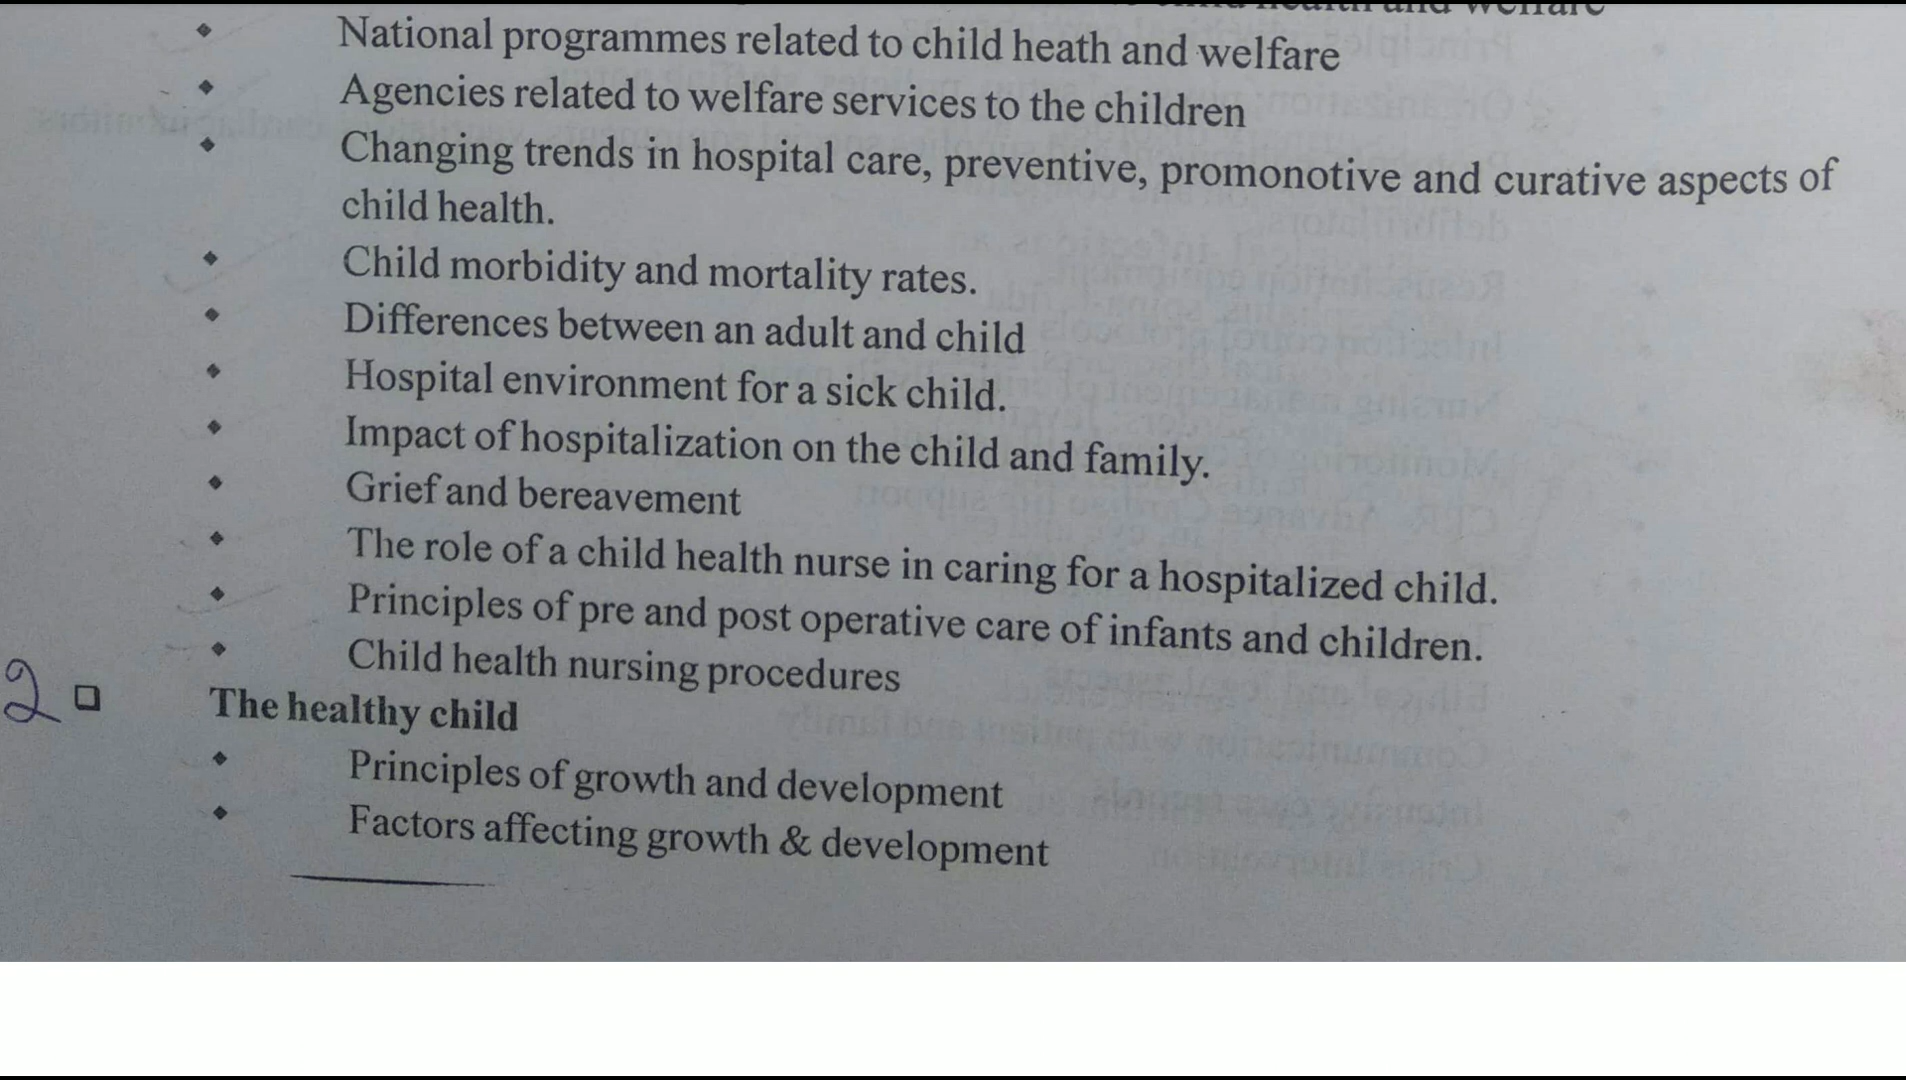 child health and welfare
◆ National programmes related to child heath and welfare
◆ Agencies related to welfare services to the children
◆ Changing trends in hospital care, preventive, promonotive and curative aspects of
child health.
◆ Child morbidity and mortality rates.
◆ Differences between an adult and child
◆ Hospital environment for a sick child.
◆ Impact of hospitalization on the child and family.
◆ Grief and bereavement
◆ The role of a child health nurse in caring for a hospitalized child.
◆ Principles of pre and post operative care of infants and children.
◆ Child health nursing procedures
2 ❑ The healthy child
◆ Principles of growth and development
◆ Factors affecting growth & development